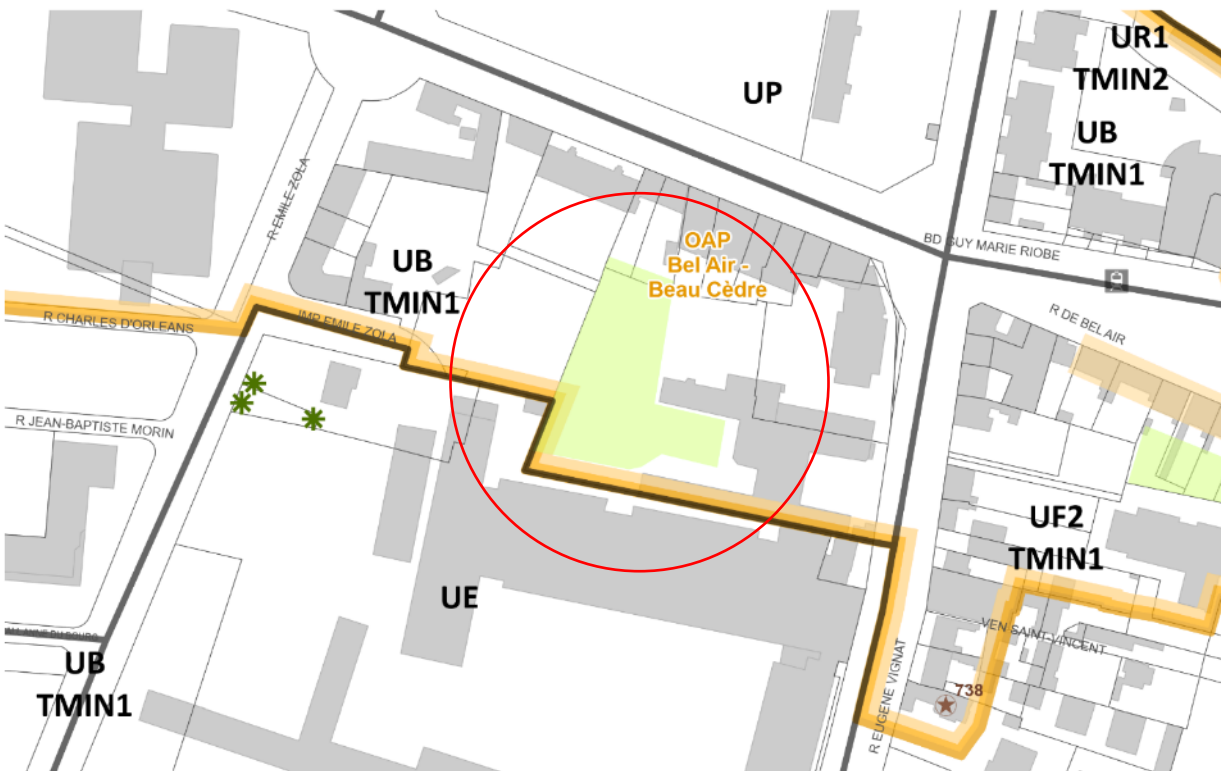 UR1
TMIN2
UP
UB
TMIN1
R EMILE ZOLA
OAP
Bel Air -
Beau Cèdre
BD GUY MARIE RIOBE
UB
TMIN1
R CHARLES D'ORLEANS
IMP EMILE ZOLA
R DE BEL AIR
R JEAN-BAPTISTE MORIN
UF2
TMIN1
UE
VEN SAINT-VINCENT
UB
TMIN1
738
R EUGENE VIGNAT